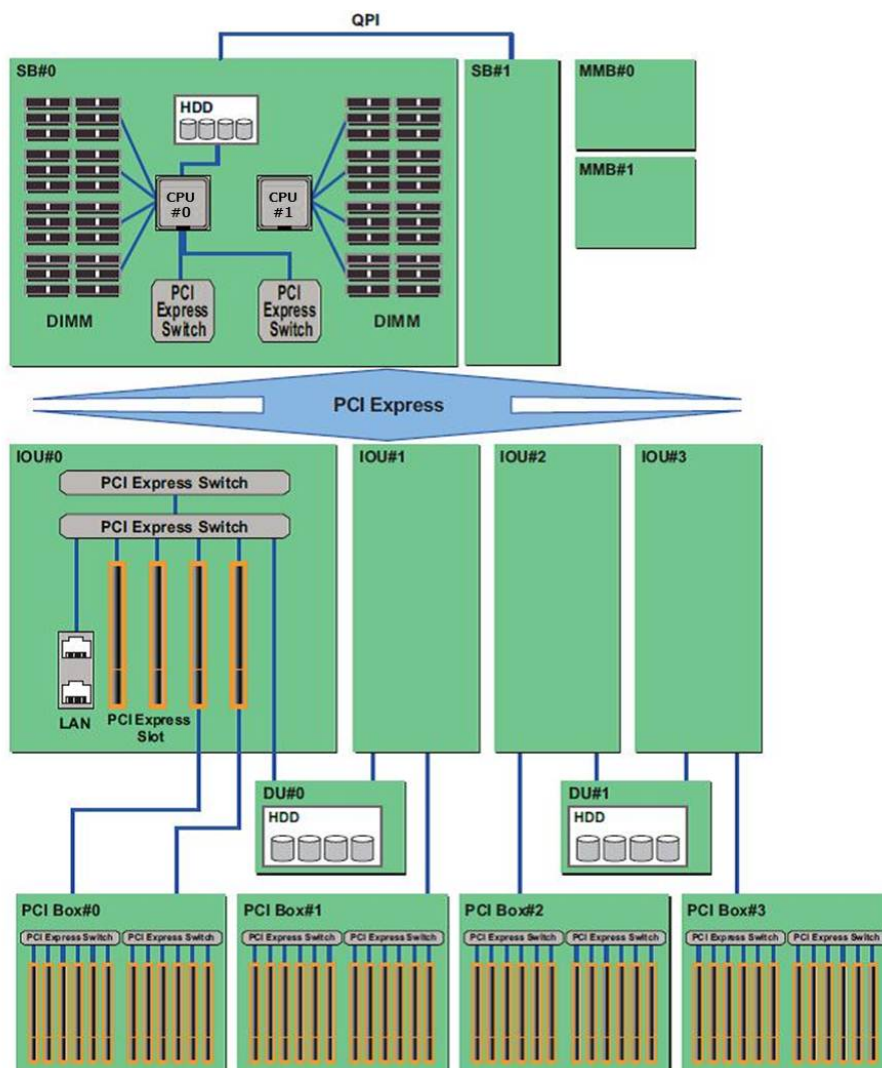 QPI
SB#0
SB#1
MMB#0
HDD
MMB#1
CPU
#0
CPU
#1
PCI
Express
Switch
PCI
Express
Switch
DIMM
DIMM
PCI Express
IOU#0
IOU#1
IOU#2
IOU#3
PCI Express Switch
PCI Express Switch
LAN
PCI Express
Slot
DU#0
HDD
DU#1
HDD
PCI Box#0
PCI Express Switch
PCI Express Switch
PCI Box#1
PCI Express Switch
PCI Express Switch
PCI Box#2
PCI Express Switch
PCI Express Switch
PCI Box#3
PCI Express Switch
PCI Express Switch